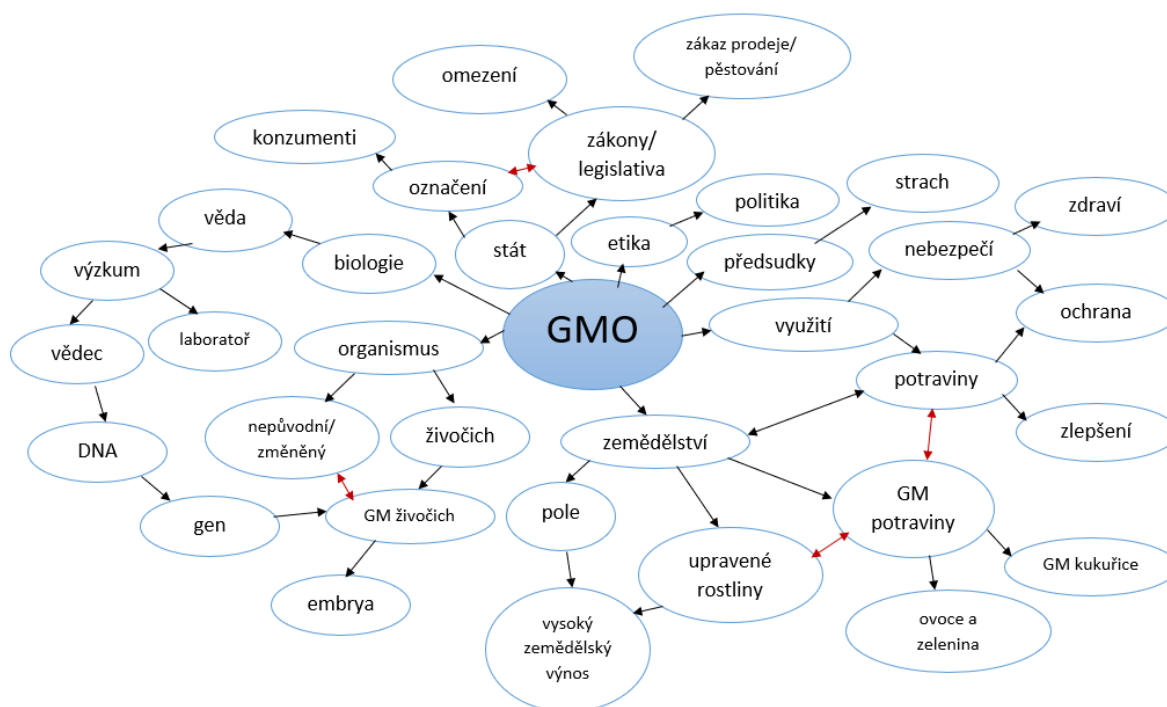 zákaz prodeje/
pěstování
omezení
konzumenti
zákony/
legislativa
označení
strach
politika
zdraví
věda
stát
etika
nebezpečí
biologie
předsudky
výzkum
ochrana
GMO
využití
laboratoř
organismus
vědec
potraviny
nepůvodní/
změněný
živočich
zemědělství
zlepšení
DNA
GM
potraviny
pole
gen
GM živočich
upravené
rostliny
GM kukuřice
embrya
vysoký
zemědělský
výnos
ovoce a
zelenina